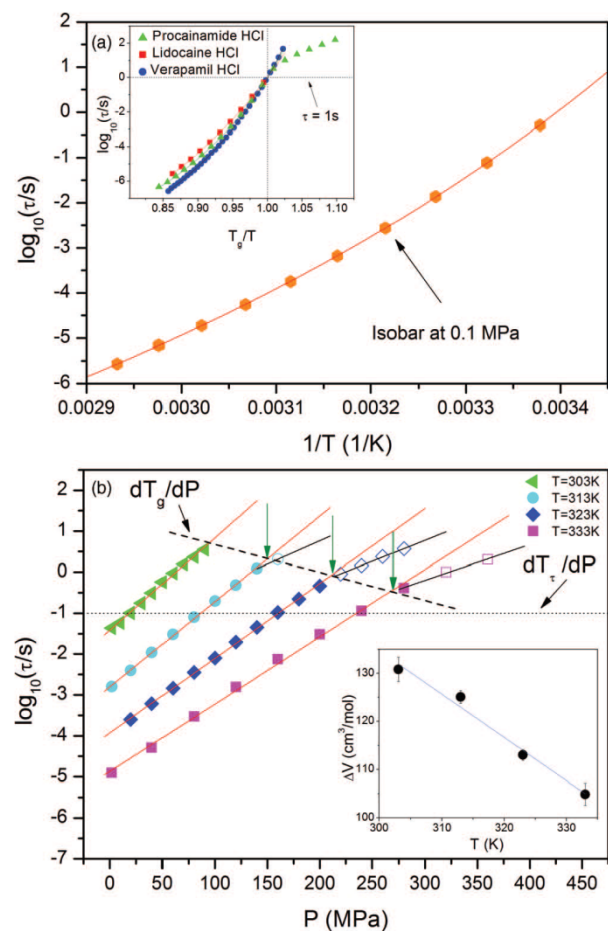 (a)
Procainamide HCl
Lidocaine HCl
Verapamil HCl
log10(τ/s)
2
0
-2
-4
-6
τ = 1s
0.85 0.90 0.95 1.00 1.05 1.10
Tg/T
log10(τ/s)
2
1
0
-1
-2
-3
-4
-5
-6
Isobar at 0.1 MPa
0.0029 0.0030 0.0031 0.0032 0.0033 0.0034
1/T (1/K)
(b)
dTg/dP
T=303K
T=313K
T=323K
T=333K
dTτ/dP
log10(τ/s)
2
1
0
-1
-2
-3
-4
-5
-6
-7
ΔV (cm3/mol)
130
120
110
100
300 310 320 330
T (K)
0 50 100 150 200 250 300 350 400 450
P (MPa)